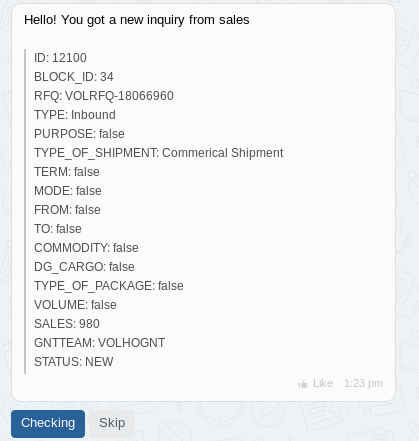 Hello! You got a new inquiry from sales
ID: 12100
BLOCK_ID: 34
RFQ: VOLRFQ-18066960
TYPE: Inbound
PURPOSE: false
TYPE_OF_SHIPMENT: Commerical Shipment
TERM: false
MODE: false
FROM: false
TO: false
COMMODITY: false
DG_CARGO: false
TYPE_OF_PACKAGE: false
VOLUME: false
SALES: 980
GNTTEAM: VOLHOGNT
STATUS: NEW
Like 1:23 pm
Checking Skip